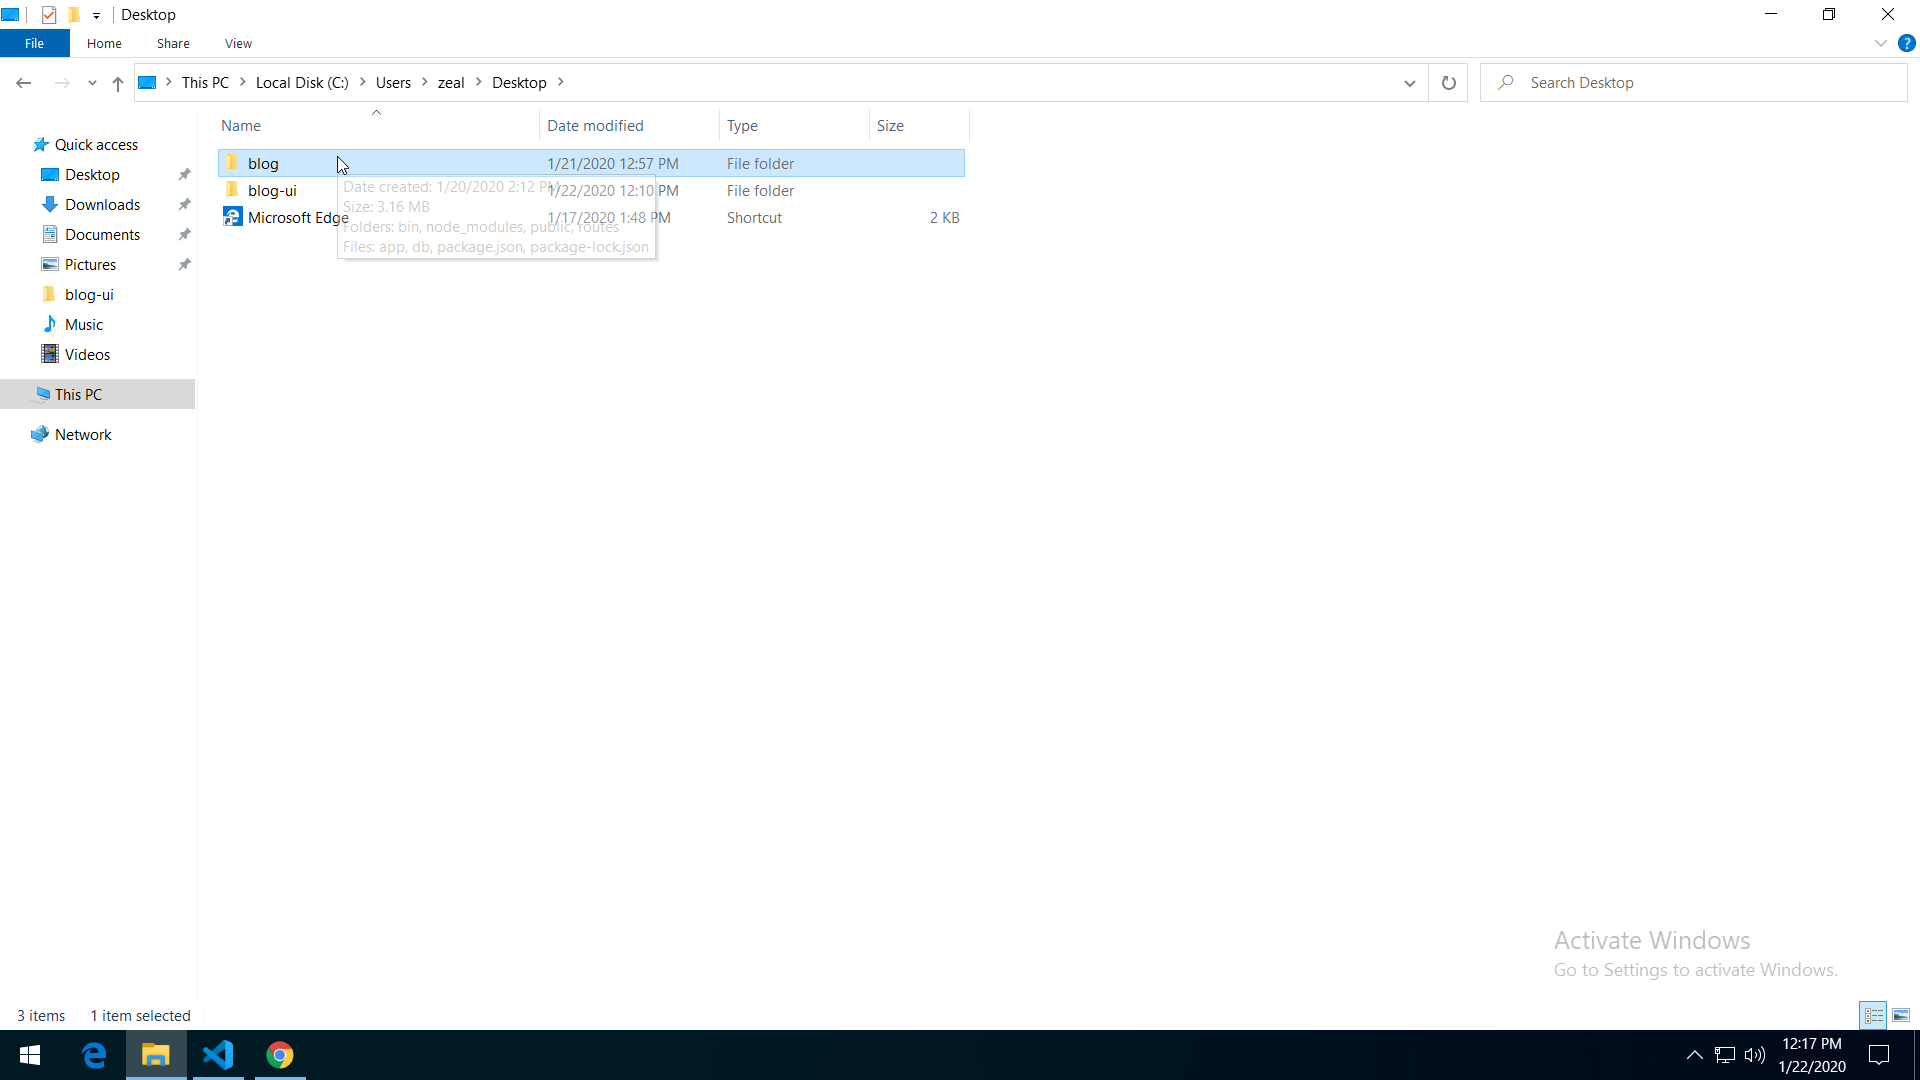 Desktop
File Home Share View
This PC Local Disk (C:) Users zeal Desktop
Search Desktop
Name Date modified Type Size
Quick access
Desktop
Downloads
Documents
Pictures
blog-ui
Music
Videos
This PC
Network
blog 1/21/2020 12:57 PM File folder
blog-ui 1/22/2020 12:10 PM File folder
Microsoft Edge 1/17/2020 1:48 PM Shortcut 2 KB
Date created: 1/20/2020 2:12 PM
Size: 3.16 MB
Folders: bin, node_modules, public, routes
Files: app, db, package.json, package-lock.json
Activate Windows
Go to Settings to activate Windows.
3 items 1 item selected
12:17 PM
1/22/2020